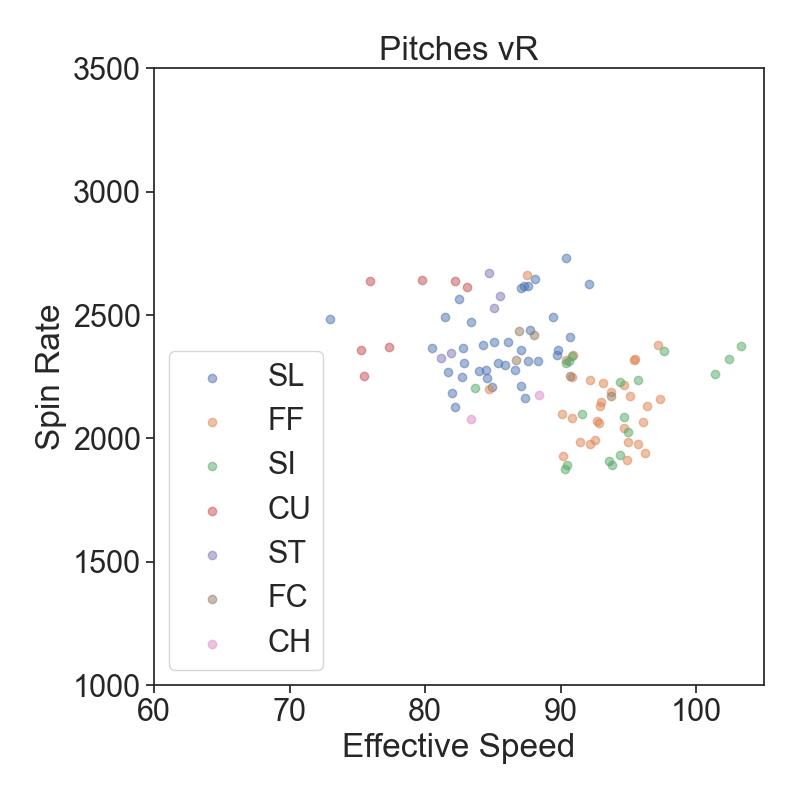 Pitches vR
3500
3000
2500
2000
1500
1000
Spin Rate
SL
FF
SI
CU
ST
FC
CH
60 70 80 90 100
Effective Speed